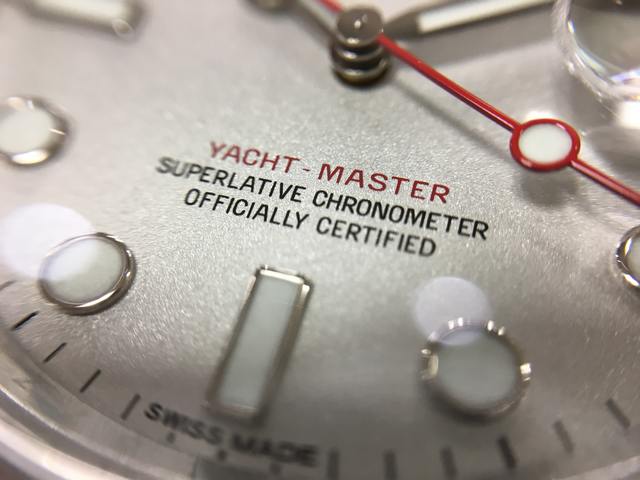 YACHT-MASTER
SUPERLATIVE CHRONOMETER
OFFICIALLY CERTIFIED
SWISS MADE